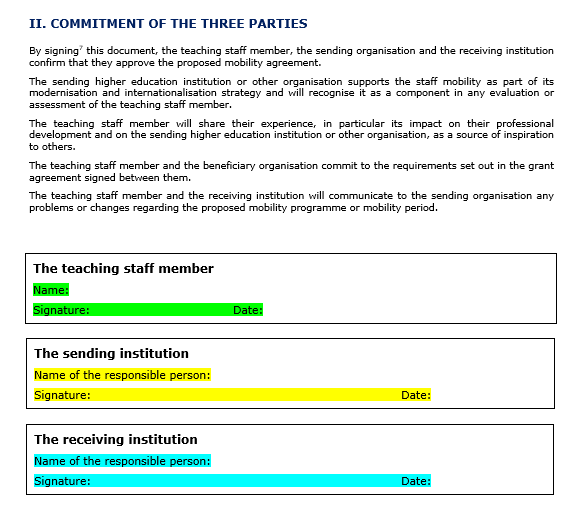 II. COMMITMENT OF THE THREE PARTIES
By signing⁷ this document, the teaching staff member, the sending organisation and the receiving institution
confirm that they approve the proposed mobility agreement.
The sending higher education institution or other organisation supports the staff mobility as part of its
modernisation and internationalisation strategy and will recognise it as a component in any evaluation or
assessment of the teaching staff member.
The teaching staff member will share their experience, in particular its impact on their professional
development and on the sending higher education institution or other organisation, as a source of inspiration
to others.
The teaching staff member and the beneficiary organisation commit to the requirements set out in the grant
agreement signed between them.
The teaching staff member and the receiving institution will communicate to the sending organisation any
problems or changes regarding the proposed mobility programme or mobility period.
The teaching staff member
Name:
Signature: Date:
The sending institution
Name of the responsible person:
Signature: Date:
The receiving institution
Name of the responsible person:
Signature: Date: